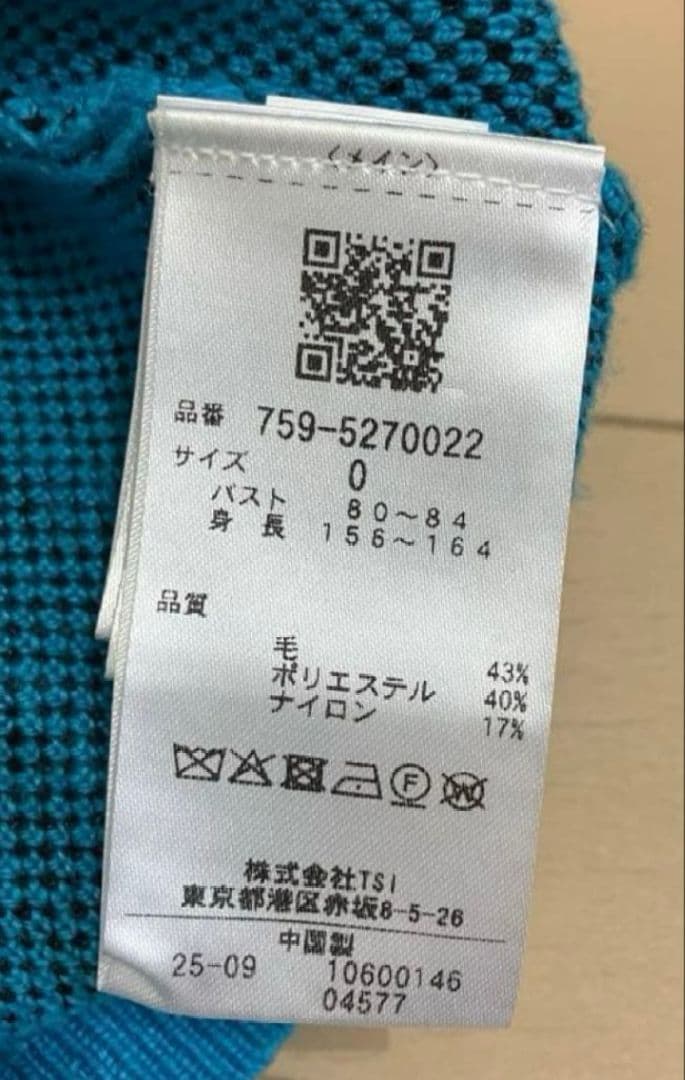 〈メイン〉
品番 759-5270022
サイズ 0
バスト 80～84
身長 156～164
品質
毛 43%
ポリエステル 40%
ナイロン 17%
F W
株式会社TSI
東京都港区赤坂8-5-26
中国製
25-09 10600146
04577